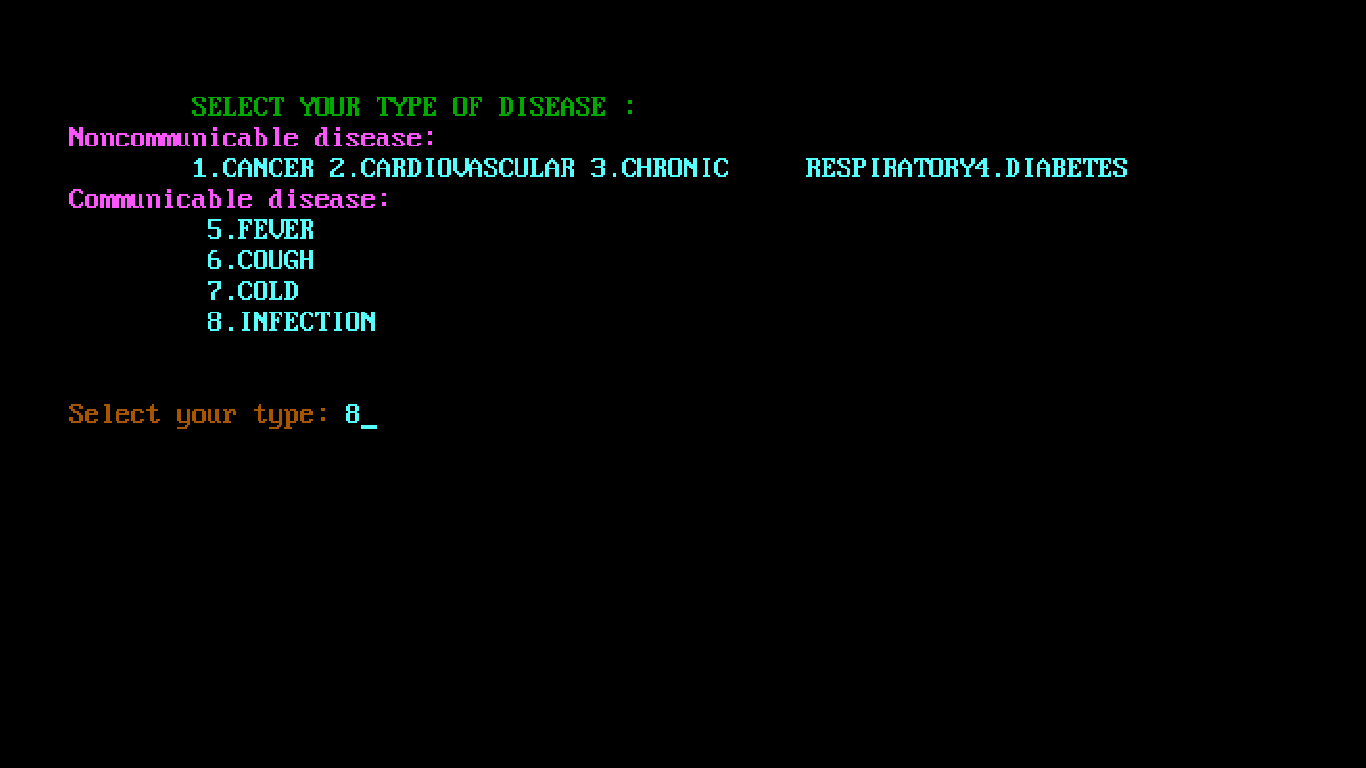 SELECT YOUR TYPE OF DISEASE :
Noncommunicable disease:
1.CANCER 2.CARDIOVASCULAR 3.CHRONIC     RESPIRATORY4.DIABETES
Communicable disease:
5.FEVER
6.COUGH
7.COLD
8.INFECTION
Select your type: 8_